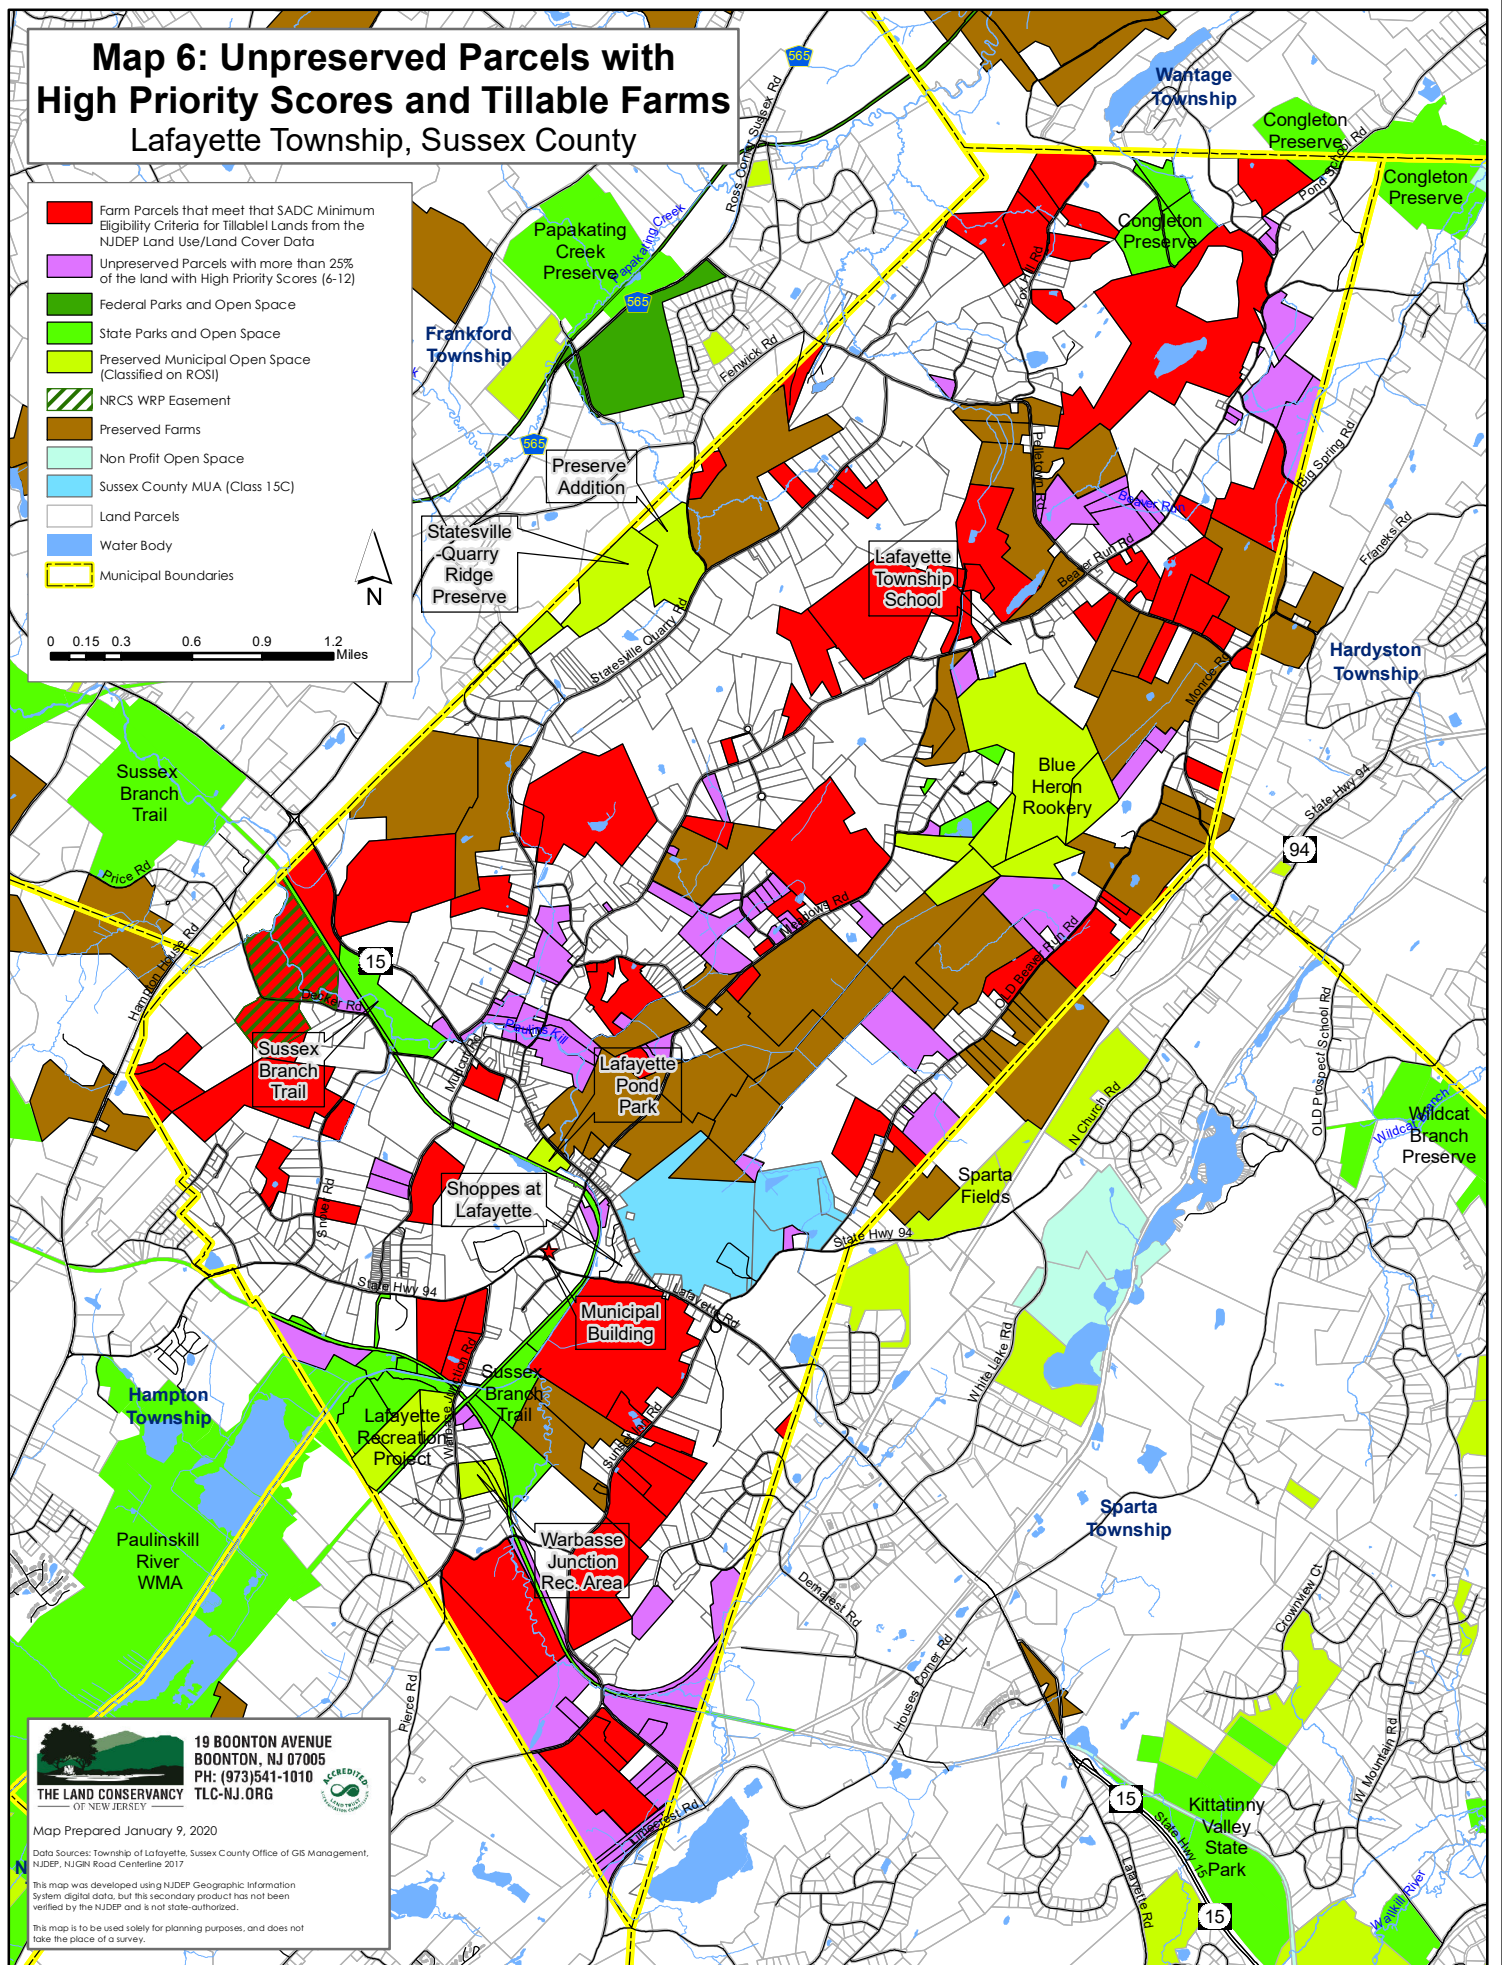 Map 6: Unpreserved Parcels with
High Priority Scores and Tillable Farms
Lafayette Township, Sussex County
Farm Parcels that meet that SADC Minimum
Eligibility Criteria for Tillablel Lands from the
NJDEP Land Use/Land Cover Data
Unpreserved Parcels with more than 25%
of the land with High Priority Scores (6-12)
Federal Parks and Open Space
State Parks and Open Space
Preserved Municipal Open Space
(Classified on ROSI)
NRCS WRP Easement
Preserved Farms
Non Profit Open Space
Sussex County MUA (Class 15C)
Land Parcels
Water Body
Municipal Boundaries
N
0 0.15 0.3 0.6 0.9 1.2
Miles
565
Ross Corner Sussex Rd
Wantage
Township
Congleton
Preserve
Pond School Rd
Congleton
Preserve
Congleton
Preserve
Papakating
Creek
Preserve
Papakating Creek
565
Frankford
Township
Fox Hill Rd
Fenwick Rd
565
Preserve
Addition
Pelletown Rd
Beaver Run
Big Spring Rd
Statesville
-Quarry
Ridge
Preserve
Franeks Rd
Lafayette
Township
School
Beaver Run Rd
Statesville Quarry Rd
Hardyston
Township
Monroe Rd
Sussex
Branch
Trail
Blue
Heron
Rookery
State Hwy 94
94
Price Rd
Meadows Rd
Hampton House Rd
15
OLD Beaver Run Rd
Decker Rd
Paulins Kill
Sussex
Branch
Trail
Lafayette
Pond
Park
OLD Prospect School Rd
N Church Rd
Wildcat Branch
Wildcat
Branch
Preserve
Sparta
Fields
Shoppes at
Lafayette
Snover Rd
State Hwy 94
State Hwy 94
Lafayette Rd
Municipal
Building
White Lake Rd
Warbasse Junction Rd
Sussex
Branch
Trail
Hampton
Township
Lafayette
Recreation
Project
Sunset Inn Rd
Sparta
Township
Paulinskill
River
WMA
Warbasse
Junction
Rec. Area
Demarest Rd
Crownview Ct
Houses Corner Rd
Pierce Rd
W Mountain Rd
Limecrest Rd
15
Kittatinny
Valley
State
Park
State Hwy 15
Lafayette Rd
15
Wallkill River
N
THE LAND CONSERVANCY
OF NEW JERSEY
19 BOONTON AVENUE
BOONTON, NJ 07005
PH: (973)541-1010
TLC-NJ.ORG
ACCREDITED
Map Prepared January 9, 2020
Data Sources: Township of Lafayette, Sussex County Office of GIS Management,
NJDEP, NJGIN Road Centerline 2017
This map was developed using NJDEP Geographic Information
System digital data, but this secondary product has not been
verified by the NJDEP and is not state-authorized.
This map is to be used solely for planning purposes, and does not
take the place of a survey.